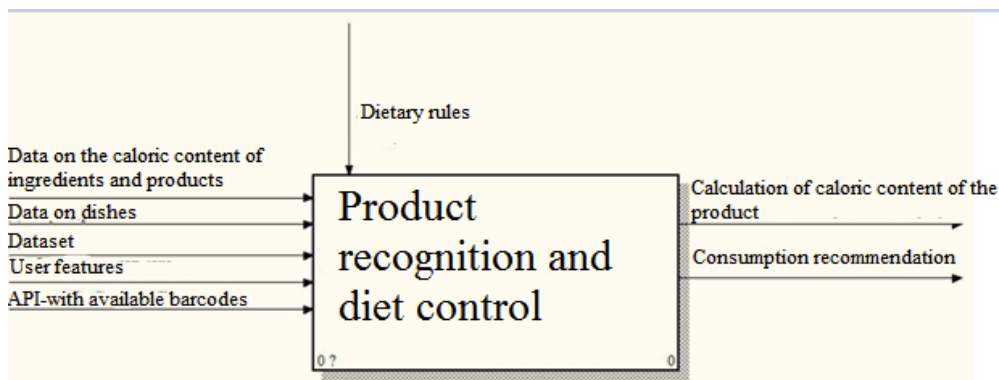 Dietary rules
Data on the caloric content of
ingredients and products
Data on dishes
Dataset
User features
API-with available barcodes
Product
recognition and
diet control
0 ?
0
Calculation of caloric content of the
product
Consumption recommendation